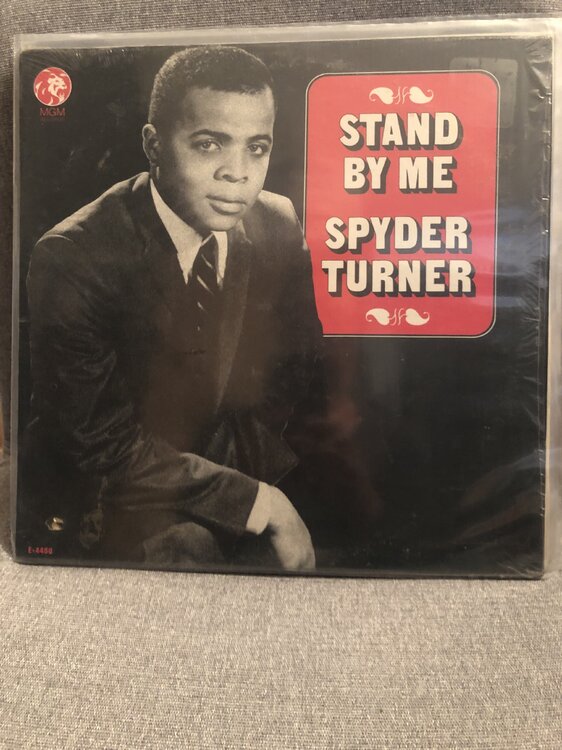 MGM
STAND
BY ME
SPYDER
TURNER
E-4450